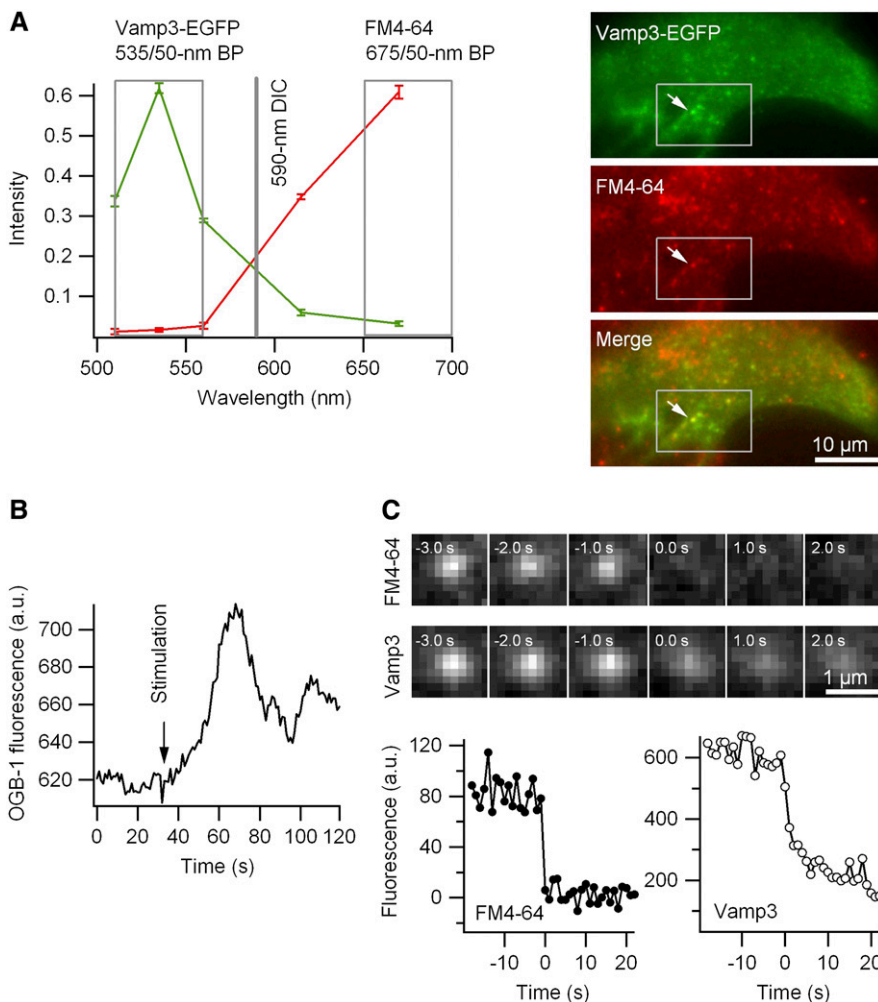 A
Vamp3-EGFP
535/50-nm BP
FM4-64
675/50-nm BP
590-nm DIC
Intensity
0.6
0.5
0.4
0.3
0.2
0.1
500
550
600
650
700
Wavelength (nm)
Vamp3-EGFP
FM4-64
Merge
10 µm
B
OGB-1 fluorescence (a.u.)
Stimulation
700
660
640
620
0
20
40
60
80
100
120
Time (s)
C
FM4-64
-3.0 s
-2.0 s
-1.0 s
0.0 s
1.0 s
2.0 s
Vamp3
-3.0 s
-2.0 s
-1.0 s
0.0 s
1.0 s
2.0 s
1 µm
Fluorescence (a.u.)
120
80
40
0
FM4-64
-10
0
10
20
Time (s)
600
400
200
Vamp3
-10
0
10
20
Time (s)